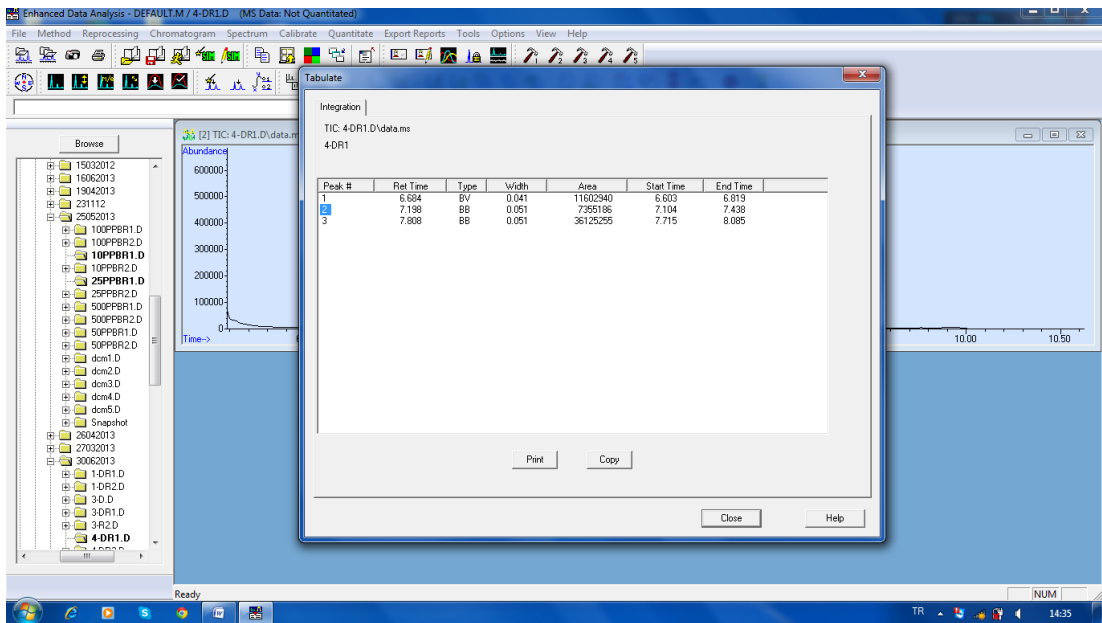 Enhanced Data Analysis - DEFAULT.M / 4-DR1.D (MS Data: Not Quantitated)
File Method Reprocessing Chromatogram Spectrum Calibrate Quantitate Export Reports Tools Options View Help
Tabulate
Integration
TIC: 4-DR1.D\data.ms
4-DR1
Peak # Ret Time Type Width Area Start Time End Time
1 6.684 BV 0.041 11602940 6.603 6.819
2 7.198 BB 0.051 7355186 7.104 7.438
3 7.808 BB 0.051 36125255 7.715 8.085
Print Copy
Close Help
Browse
15032012
16062013
19042013
231112
25052013
100PPBR1.D
100PPBR2.D
10PPBR1.D
10PPBR2.D
25PPBR1.D
25PPBR2.D
500PPBR1.D
500PPBR2.D
50PPBR1.D
50PPBR2.D
dcm1.D
dcm2.D
dcm3.D
dcm4.D
dcm5.D
Snapshot
26042013
27032013
30062013
1-DR1.D
1-DR2.D
3-D.D
3-DR1.D
3-R2.D
4-DR1.D
[2] TIC: 4-DR1.D\data.m
Abundance
600000
500000
400000
300000
200000
100000
0
Time-->
10.00 10.50
Ready
NUM
TR
14:35